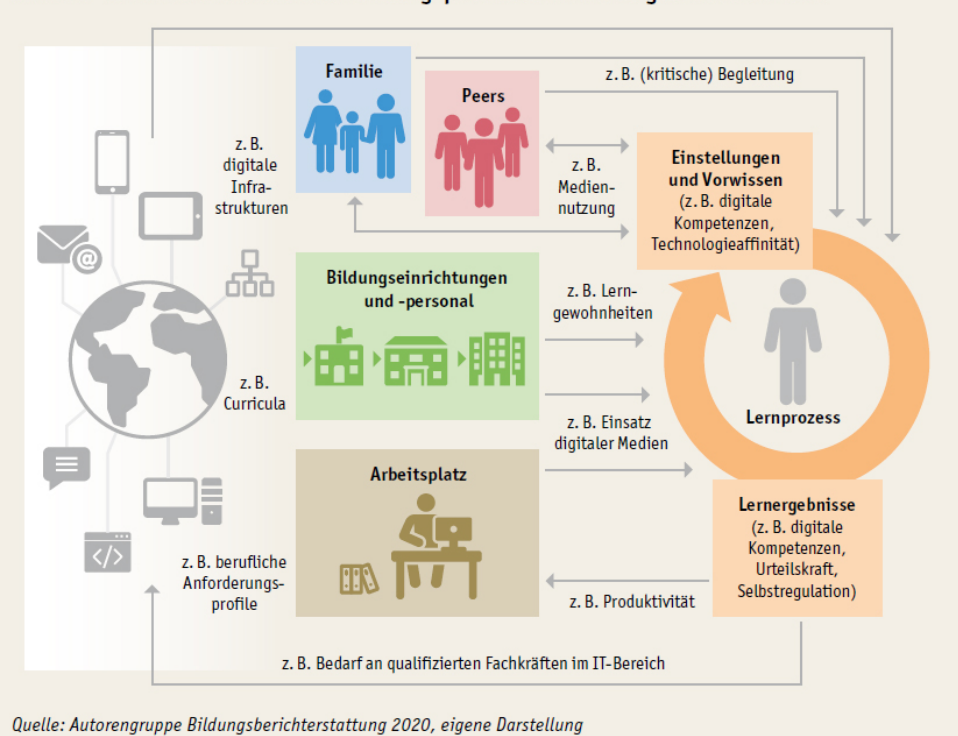 Familie
Peers
z. B. (kritische) Begleitung
z. B.
digitale
Infra-
strukturen
z. B.
Medien-
nutzung
Einstellungen
und Vorwissen
(z. B. digitale
Kompetenzen,
Technologieaffinität)
@
Bildungseinrichtungen
und -personal
z. B. Lern-
gewohnheiten
z. B.
Curricula
z. B. Einsatz
digitaler Medien
Lernprozess
Arbeitsplatz
Lernergebnisse
(z. B. digitale
Kompetenzen,
Urteilskraft,
Selbstregulation)
</>
z. B. berufliche
Anforderungs-
profile
z. B. Produktivität
z. B. Bedarf an qualifizierten Fachkräften im IT-Bereich
Quelle: Autorengruppe Bildungsberichterstattung 2020, eigene Darstellung